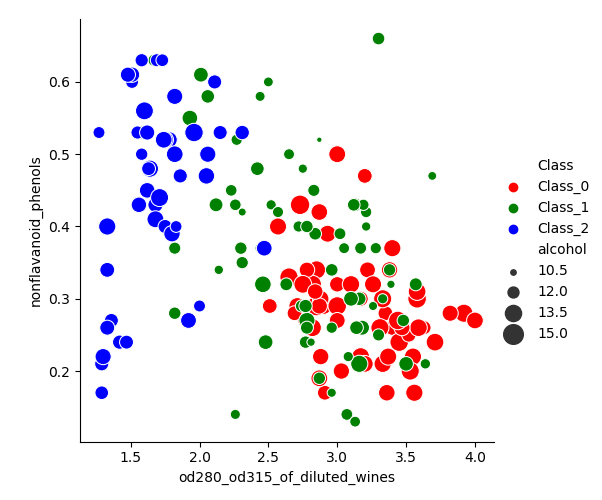 0.6
0.5
0.4
0.3
0.2
nonflavanoid_phenols
1.5
2.0
2.5
3.0
3.5
4.0
od280_od315_of_diluted_wines
Class
Class_0
Class_1
Class_2
alcohol
10.5
12.0
13.5
15.0